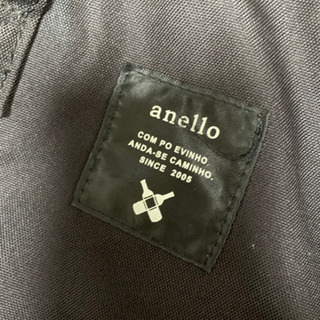 anello
COM PO EVINHO.
ANDA-SE CAMINHO.
SINCE 2005